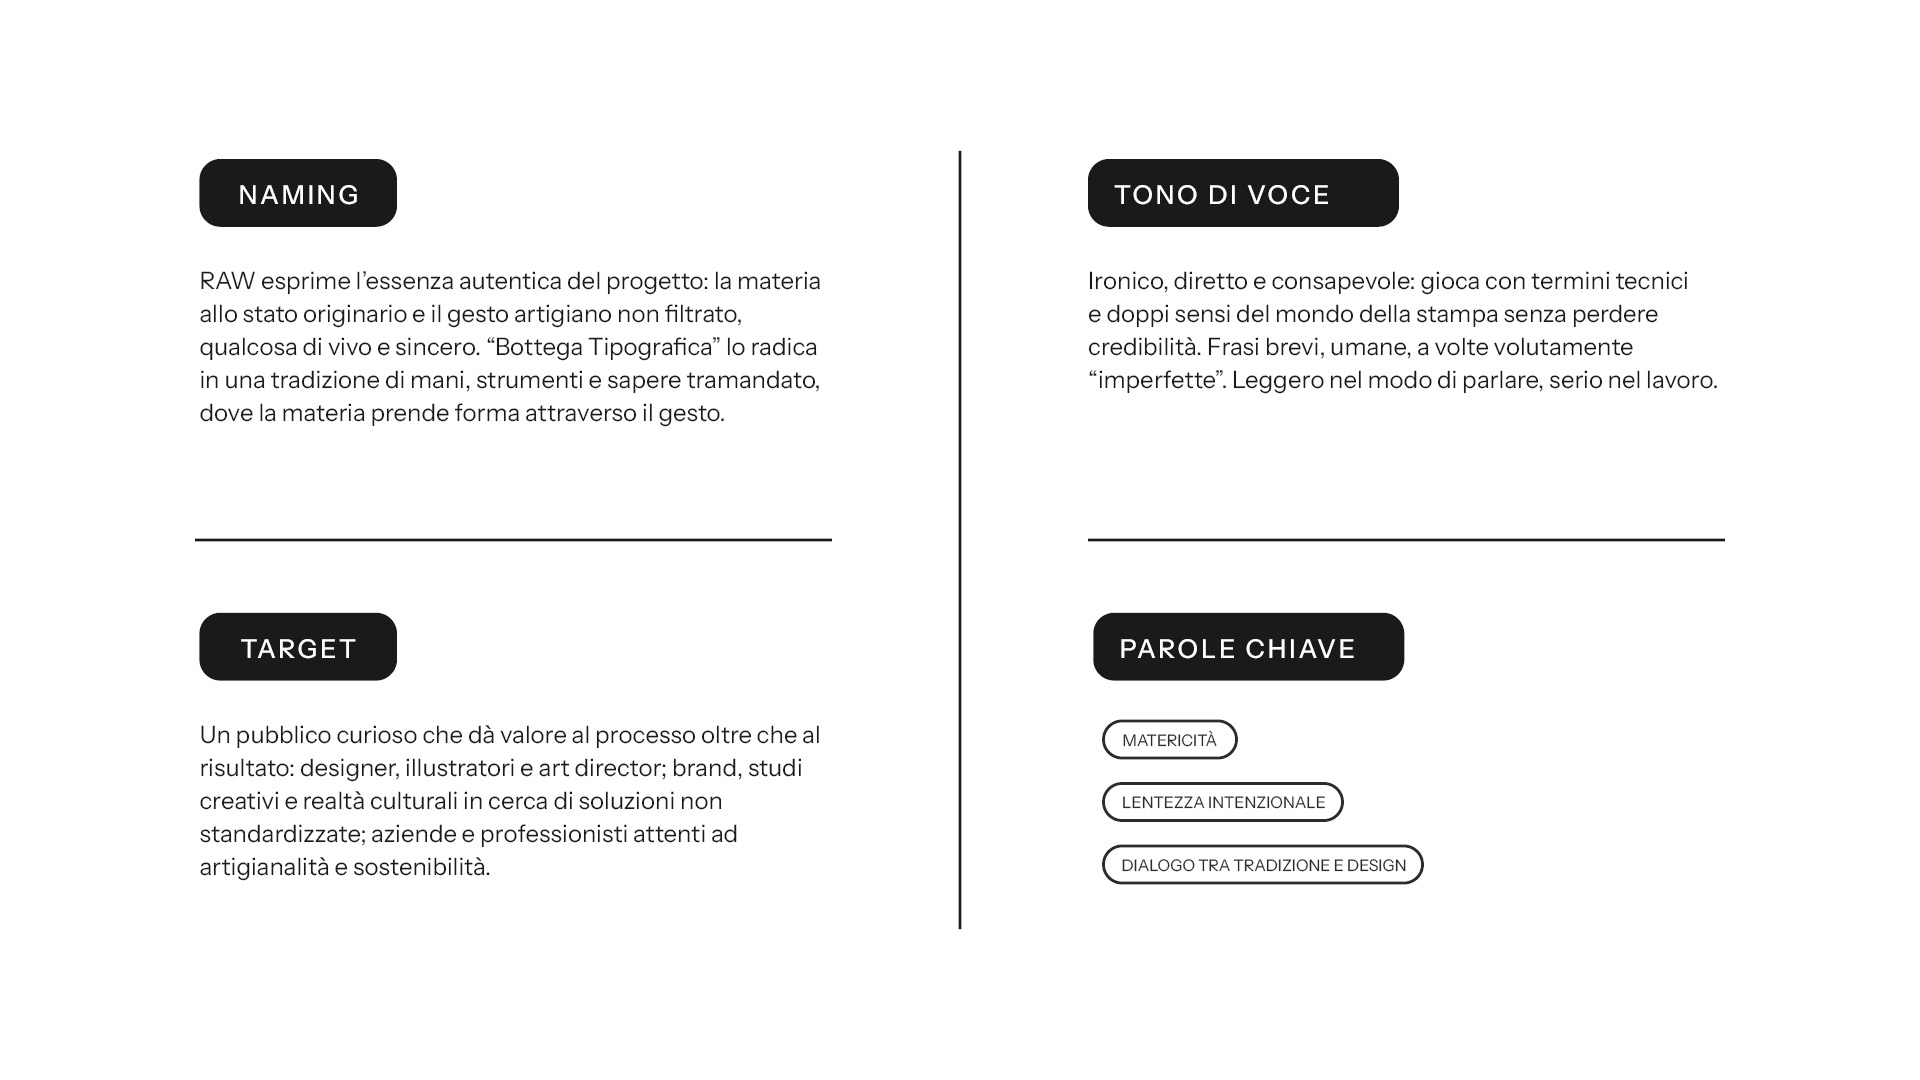 NAMING
RAW esprime l’essenza autentica del progetto: la materia
allo stato originario e il gesto artigiano non filtrato,
qualcosa di vivo e sincero. “Bottega Tipografica” lo radica
in una tradizione di mani, strumenti e sapere tramandato,
dove la materia prende forma attraverso il gesto.
TARGET
Un pubblico curioso che dà valore al processo oltre che al
risultato: designer, illustratori e art director; brand, studi
creativi e realtà culturali in cerca di soluzioni non
standardizzate; aziende e professionisti attenti ad
artigianalità e sostenibilità.
TONO DI VOCE
Ironico, diretto e consapevole: gioca con termini tecnici
e doppi sensi del mondo della stampa senza perdere
credibilità. Frasi brevi, umane, a volte volutamente
“imperfette”. Leggero nel modo di parlare, serio nel lavoro.
PAROLE CHIAVE
MATERICITÀ
LENTEZZA INTENZIONALE
DIALOGO TRA TRADIZIONE E DESIGN